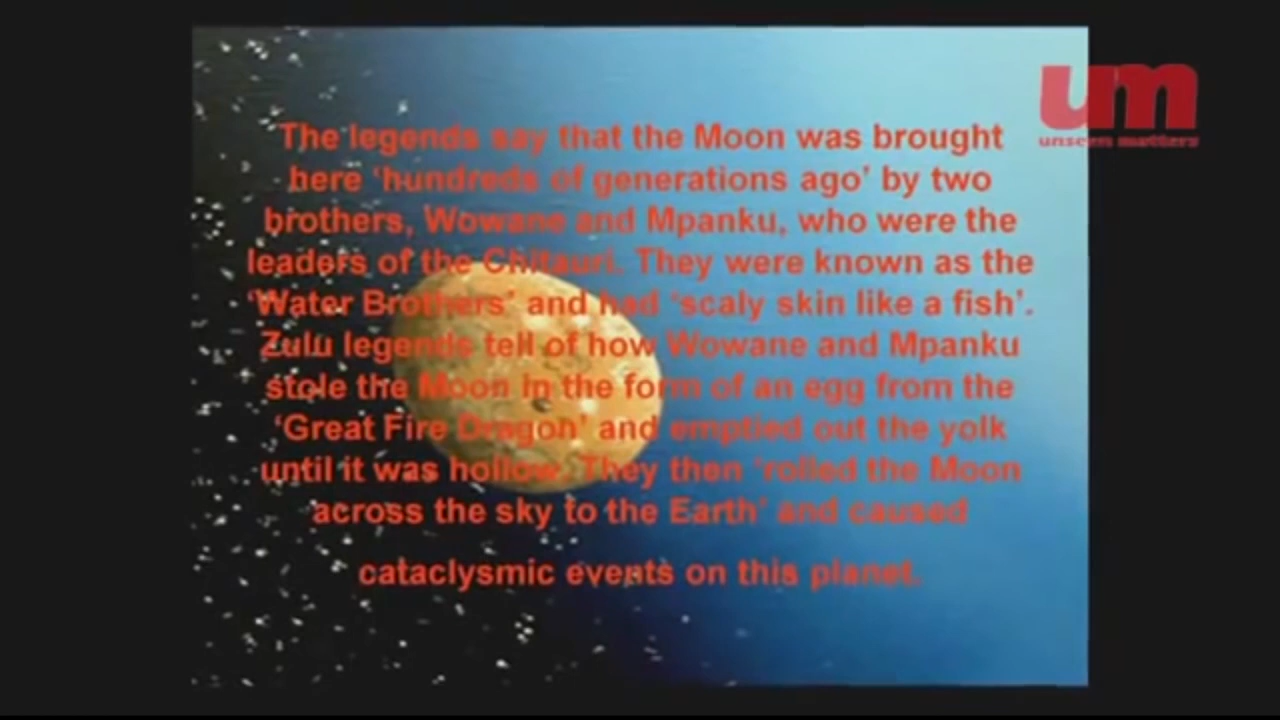 um
unseen matters
The legends say that the Moon was brought
here ‘hundreds of generations ago’ by two
brothers, Wowane and Mpanku, who were the
leaders of the Chitauri. They were known as the
‘Water Brothers’ and had ‘scaly skin like a fish’.
Zulu legends tell of how Wowane and Mpanku
stole the Moon in the form of an egg from the
‘Great Fire Dragon’ and emptied out the yolk
until it was hollow. They then ‘rolled the Moon
across the sky to the Earth’ and caused
cataclysmic events on this planet.